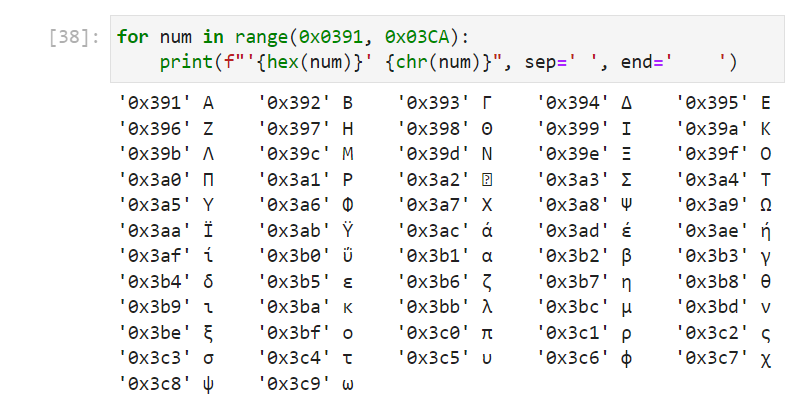 [38]: for num in range(0x0391, 0x03CA):
print(f"'{hex(num)}' {chr(num)}", sep=' ', end='    ')
'0x391' Α    '0x392' Β    '0x393' Γ    '0x394' Δ    '0x395' Ε
'0x396' Ζ    '0x397' Η    '0x398' Θ    '0x399' Ι    '0x39a' Κ
'0x39b' Λ    '0x39c' Μ    '0x39d' Ν    '0x39e' Ξ    '0x39f' Ο
'0x3a0' Π    '0x3a1' Ρ    '0x3a2' ΢    '0x3a3' Σ    '0x3a4' Τ
'0x3a5' Υ    '0x3a6' Φ    '0x3a7' Χ    '0x3a8' Ψ    '0x3a9' Ω
'0x3aa' Ϊ    '0x3ab' Ϋ    '0x3ac' ά    '0x3ad' έ    '0x3ae' ή
'0x3af' ί    '0x3b0' ΰ    '0x3b1' α    '0x3b2' β    '0x3b3' γ
'0x3b4' δ    '0x3b5' ε    '0x3b6' ζ    '0x3b7' η    '0x3b8' θ
'0x3b9' ι    '0x3ba' κ    '0x3bb' λ    '0x3bc' μ    '0x3bd' ν
'0x3be' ξ    '0x3bf' ο    '0x3c0' π    '0x3c1' ρ    '0x3c2' ς
'0x3c3' σ    '0x3c4' τ    '0x3c5' υ    '0x3c6' φ    '0x3c7' χ
'0x3c8' ψ    '0x3c9' ω